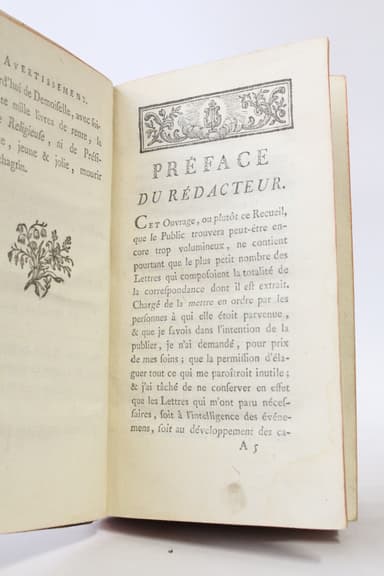 AVERTISSEMENT.
rd'hui de Demoiselle, avec soi-
te mille livres de rente, la
e Religieuse, ni de Prési-
e, jeune & jolie, mourir
chagrin.
PRÉFACE
DU RÉDACTEUR.
CET Ouvrage, ou plutôt ce Recueil,
que le Public trouvera peut-être en-
core trop volumineux, ne contient
pourtant que le plus petit nombre des
Lettres qui composoient la totalité de
la correspondance dont il est extrait.
Chargé de la mettre en ordre par les
personnes à qui elle étoit parvenue,
& que je savois dans l'intention de la
publier, je n'ai demandé, pour prix
de mes soins; que la permission d'éla-
guer tout ce qui me paroîtroit inutile;
& j'ai tâché de ne conserver en effet
que les Lettres qui m'ont paru néces-
saires, soit à l'intelligence des événe-
mens, soit au développement des ca-
A 5